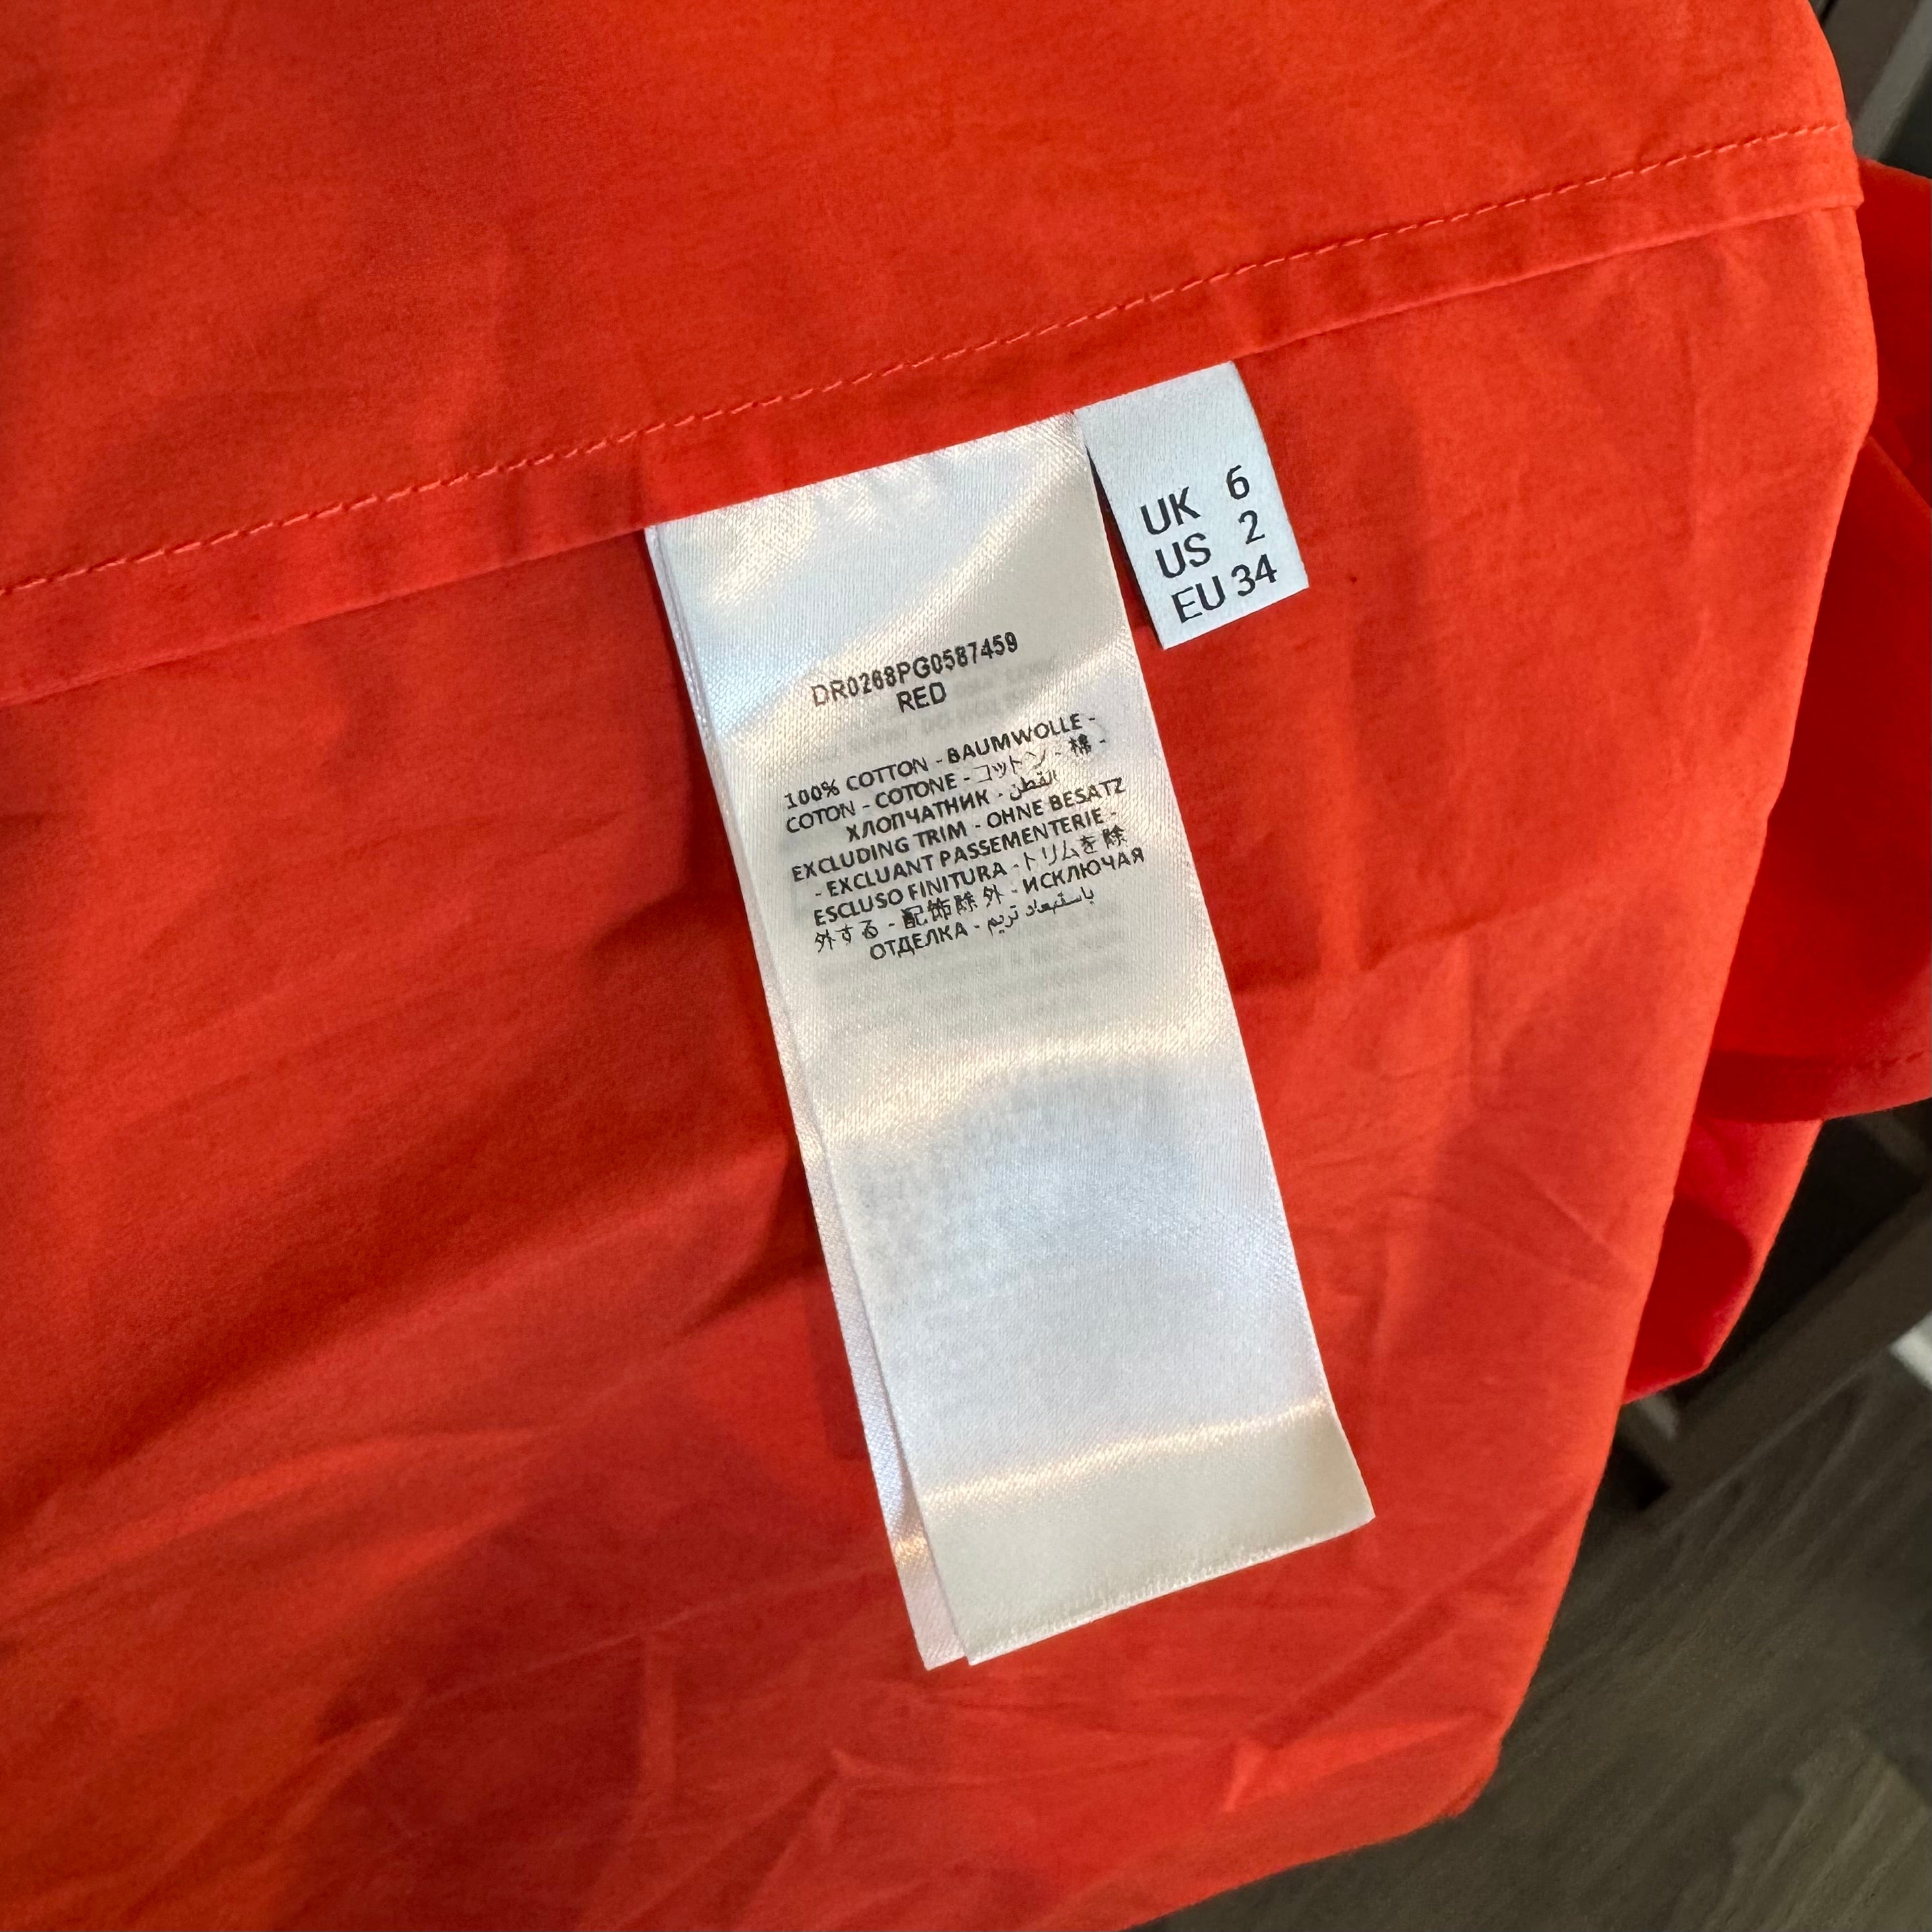 UK 6
US 2
EU 34
DR0268PG0587459
RED
100% COTTON - BAUMWOLLE -
COTON - COTONE - コットン - 棉 -
ХЛОПЧАТНИК - القطن
EXCLUDING TRIM - OHNE BESATZ
- EXCLUANT PASSEMENTERIE -
ESCLUSO FINITURA - トリムを除
外する - 配饰除外 - ИСКЛЮЧАЯ
ОТДЕЛКА - باستبعاد تريم